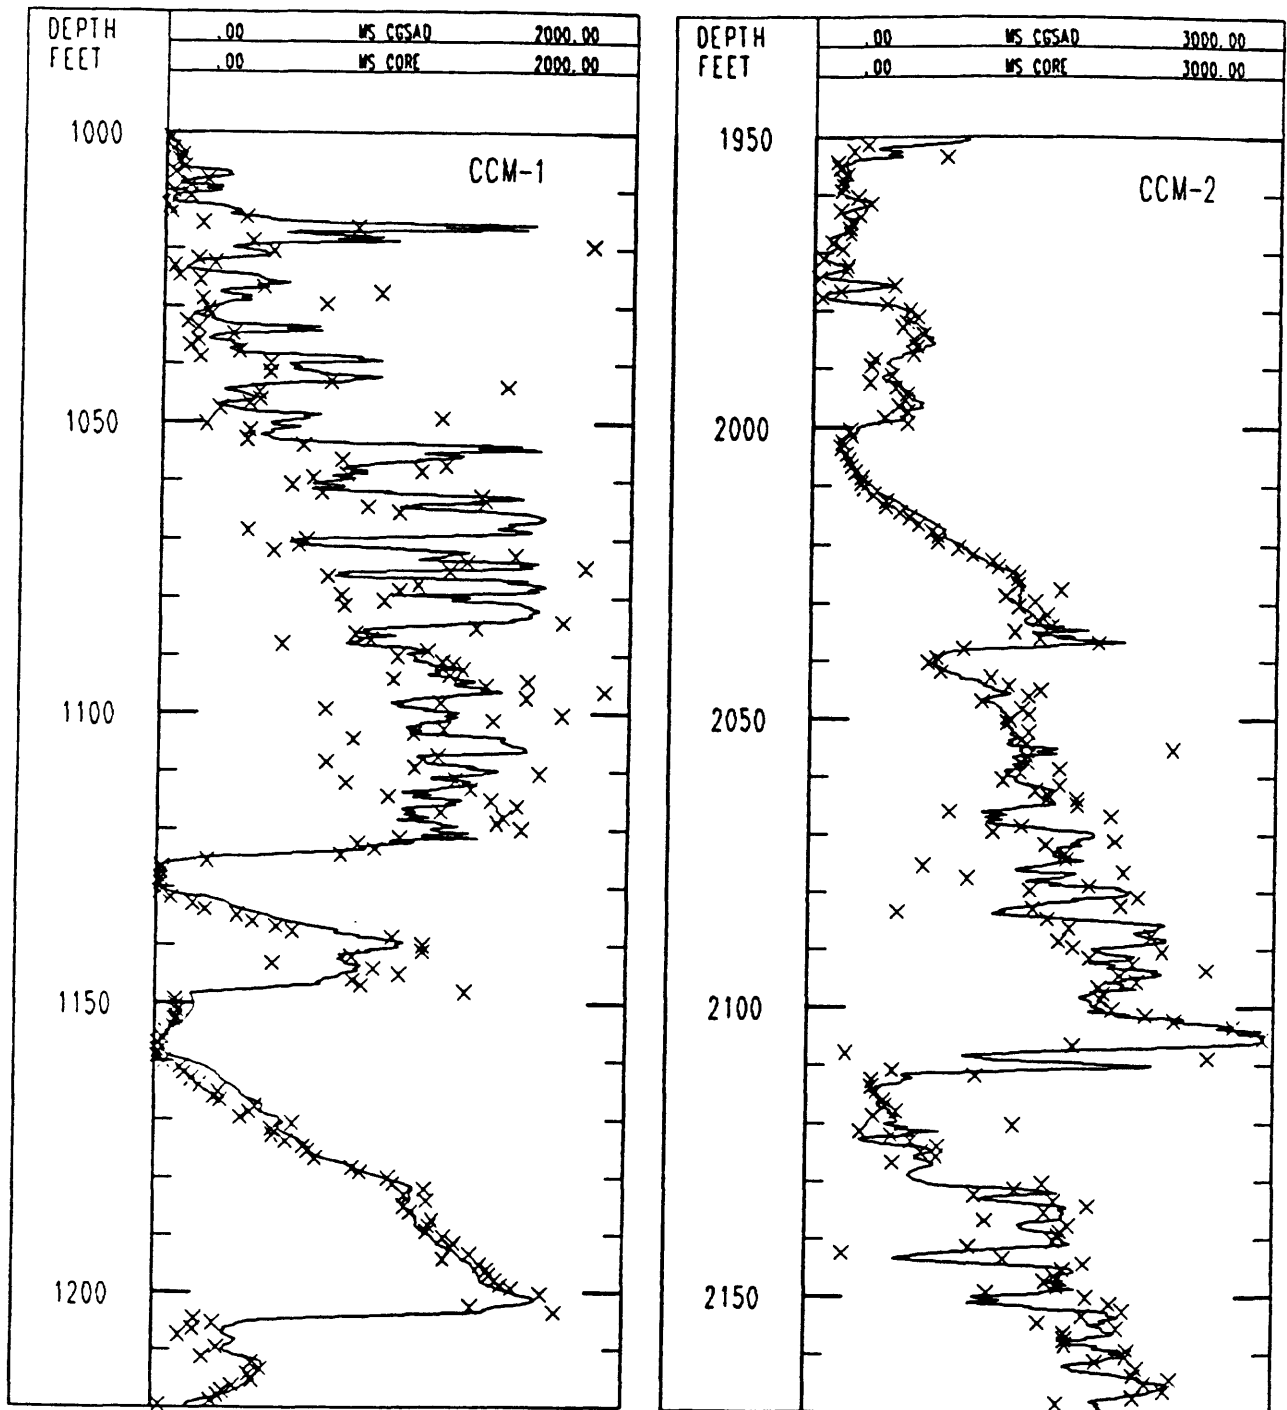 DEPTH
FEET
.00 MS CGSAD 2000.00
.00 MS CORE 2000.00
1000
CCM-1
1050
1100
1150
1200
DEPTH
FEET
.00 MS CGSAD 3000.00
.00 MS CORE 3000.00
1950
CCM-2
2000
2050
2100
2150